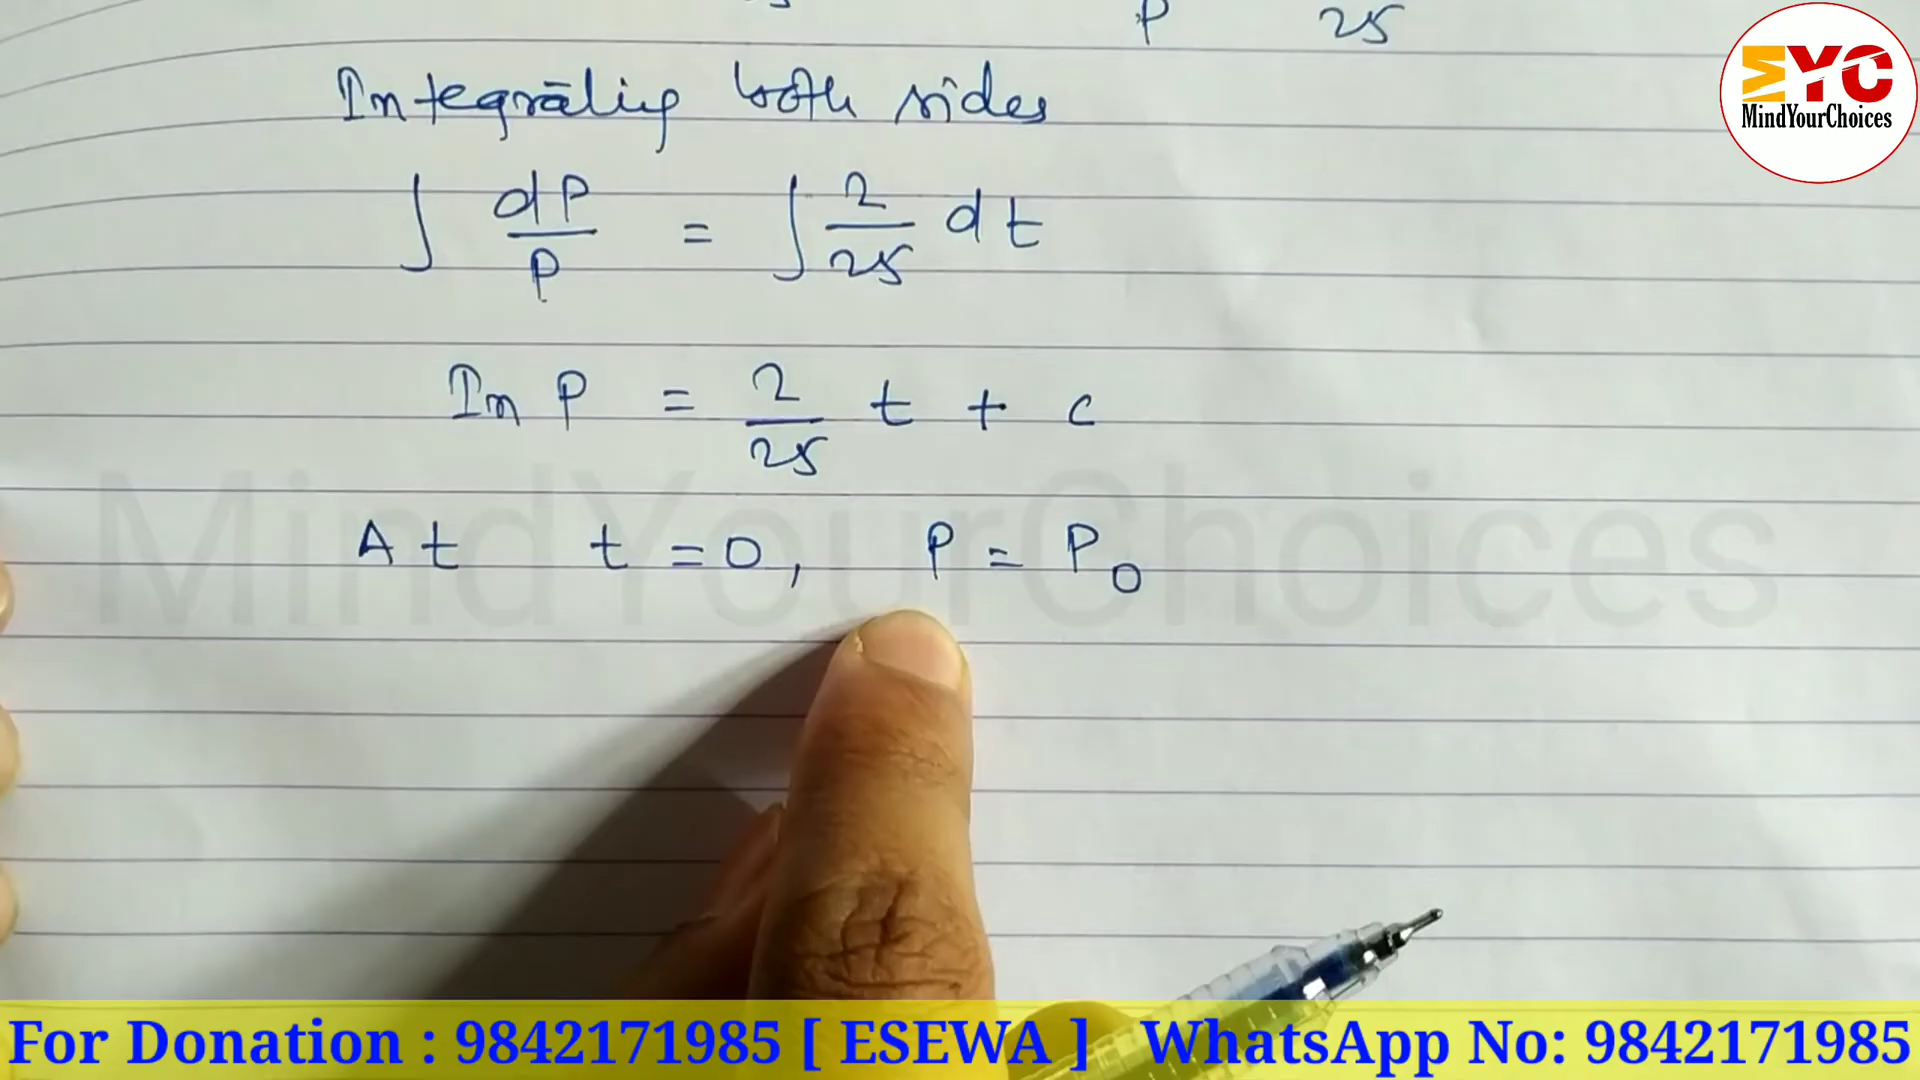 P 25
Integrating both sides
∫ dP/P = ∫ 2/25 dt
In P = 2/25 t + c
At t = 0, P = P₀
MYC
MindYourChoices
MindYourChoices
For Donation : 9842171985 [ ESEWA ] WhatsApp No: 9842171985